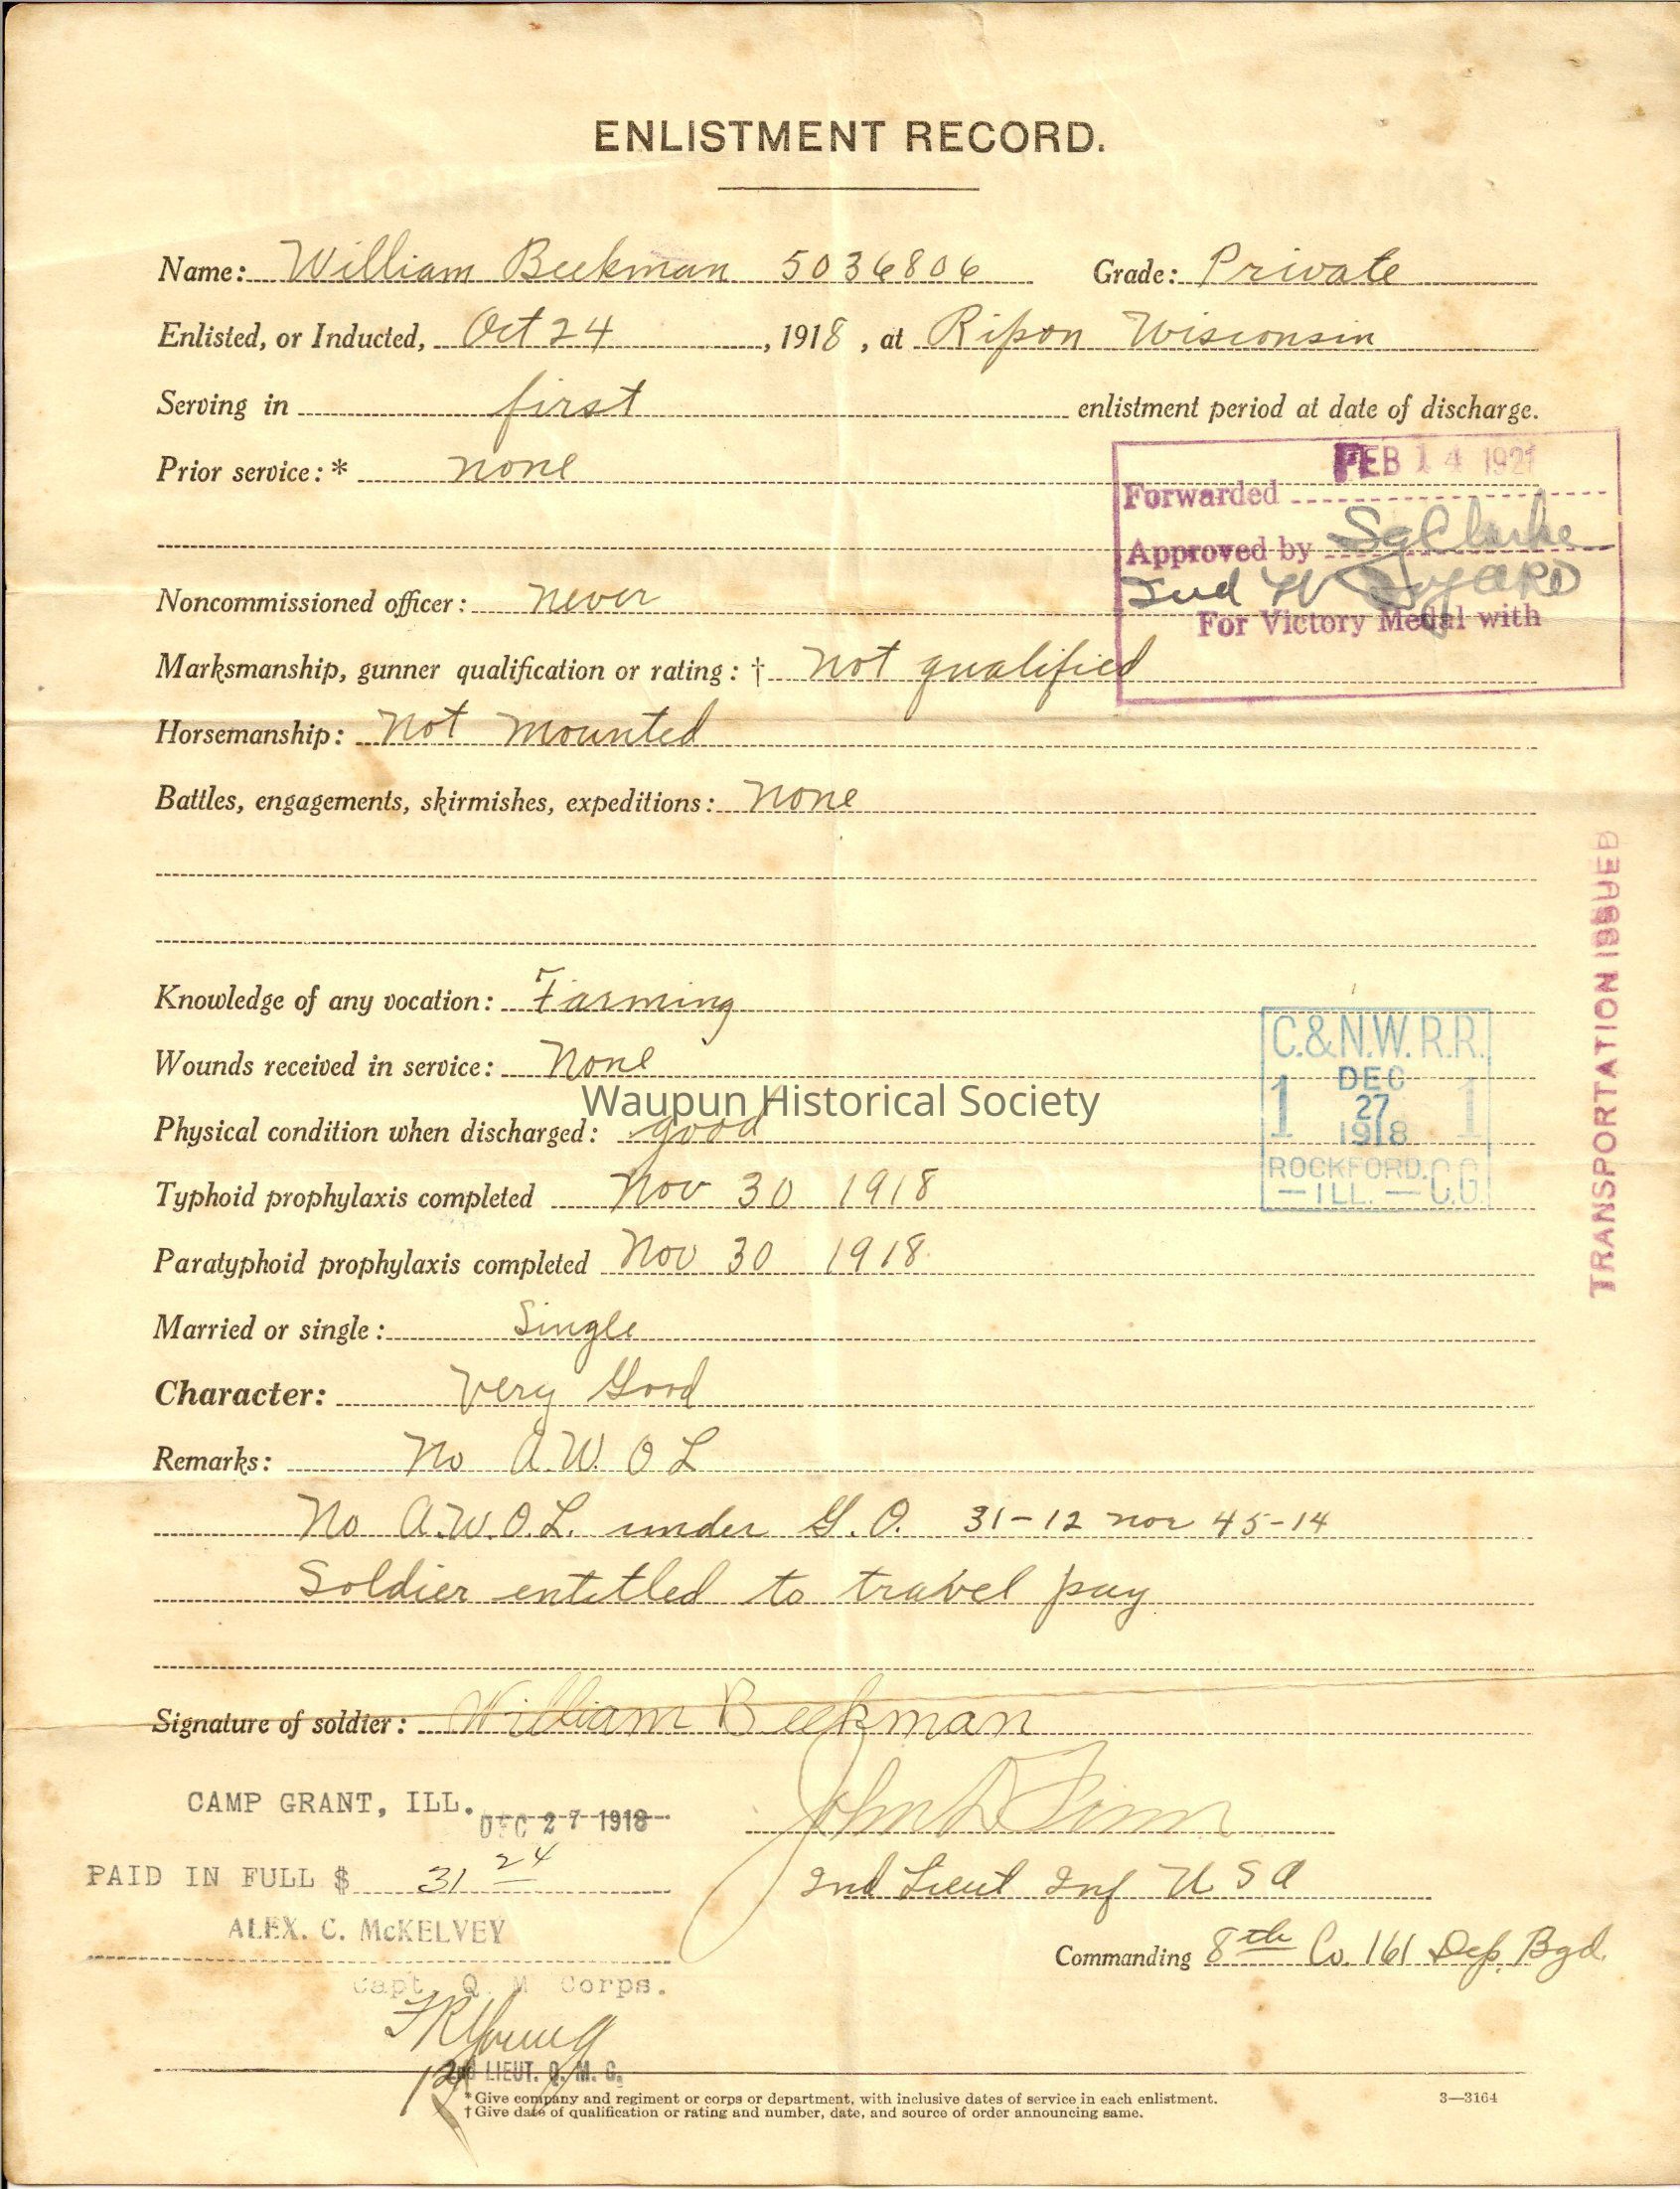 ENLISTMENT RECORD.
Name: William Beekman 5036806 Grade: Private
Enlisted, or Inducted, Oct 24, 1918, at Ripon Wisconsin
Serving in first enlistment period at date of discharge.
Prior service:* none
FEB 14 1921
Forwarded
Approved by
Noncommissioned officer: never
For Victory Medal with
Marksmanship, gunner qualification or rating:† not qualified
Horsemanship: not mounted
Battles, engagements, skirmishes, expeditions: none
TRANSPORTATION ISSUED
Knowledge of any vocation: Farming
C.&N.W.R.R.
1 DEC 27 1918 1
ROCKFORD. C.G.
—ILL.—
Wounds received in service: none
Waupun Historical Society
Physical condition when discharged: good
Typhoid prophylaxis completed Nov 30 1918
Paratyphoid prophylaxis completed Nov 30 1918
Married or single: Single
Character: Very Good
Remarks: No A.W.O L
No A.W.O.L. under G.O. 31-12 nor 45-14
Soldier entitled to travel pay
Signature of soldier: William Beekman
CAMP GRANT, ILL. DEC 27 1918
John D Finn
PAID IN FULL $ 31 24
2nd Lieut Inf U S A
ALEX. C. McKELVEY
Commanding 8th Co. 161 Dep. Bgd.
Capt. Q M Corps.
2nd LIEUT. Q. M. C.
*Give company and regiment or corps or department, with inclusive dates of service in each enlistment.
†Give date of qualification or rating and number, date, and source of order announcing same.
3—3164